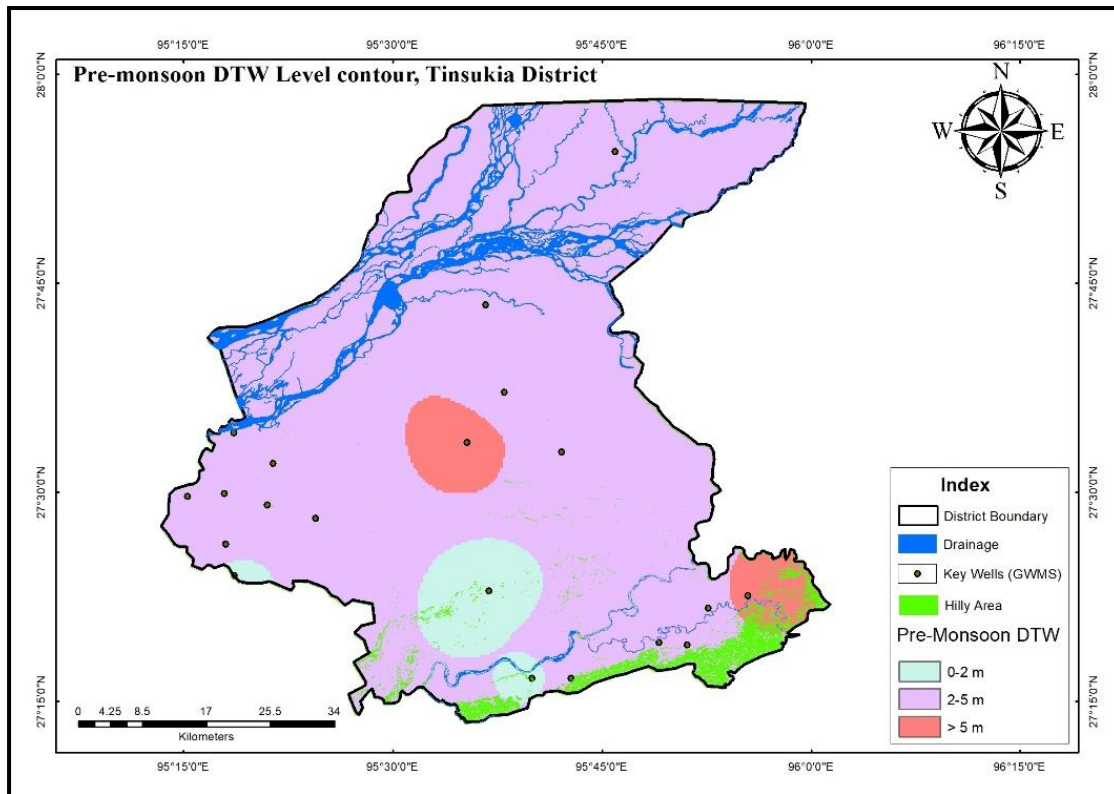 95°15'0"E 95°30'0"E 95°45'0"E 96°0'0"E 96°15'0"E
Pre-monsoon DTW Level contour, Tinsukia District
28°0'0"N
28°0'0"N
N
W E
S
27°45'0"N
27°45'0"N
27°30'0"N
27°30'0"N
27°15'0"N
27°15'0"N
Index
District Boundary
Drainage
Key Wells (GWMS)
Hilly Area
Pre-Monsoon DTW
0-2 m
2-5 m
> 5 m
0 4.25 8.5 17 25.5 34
Kilometers
95°15'0"E 95°30'0"E 95°45'0"E 96°0'0"E 96°15'0"E